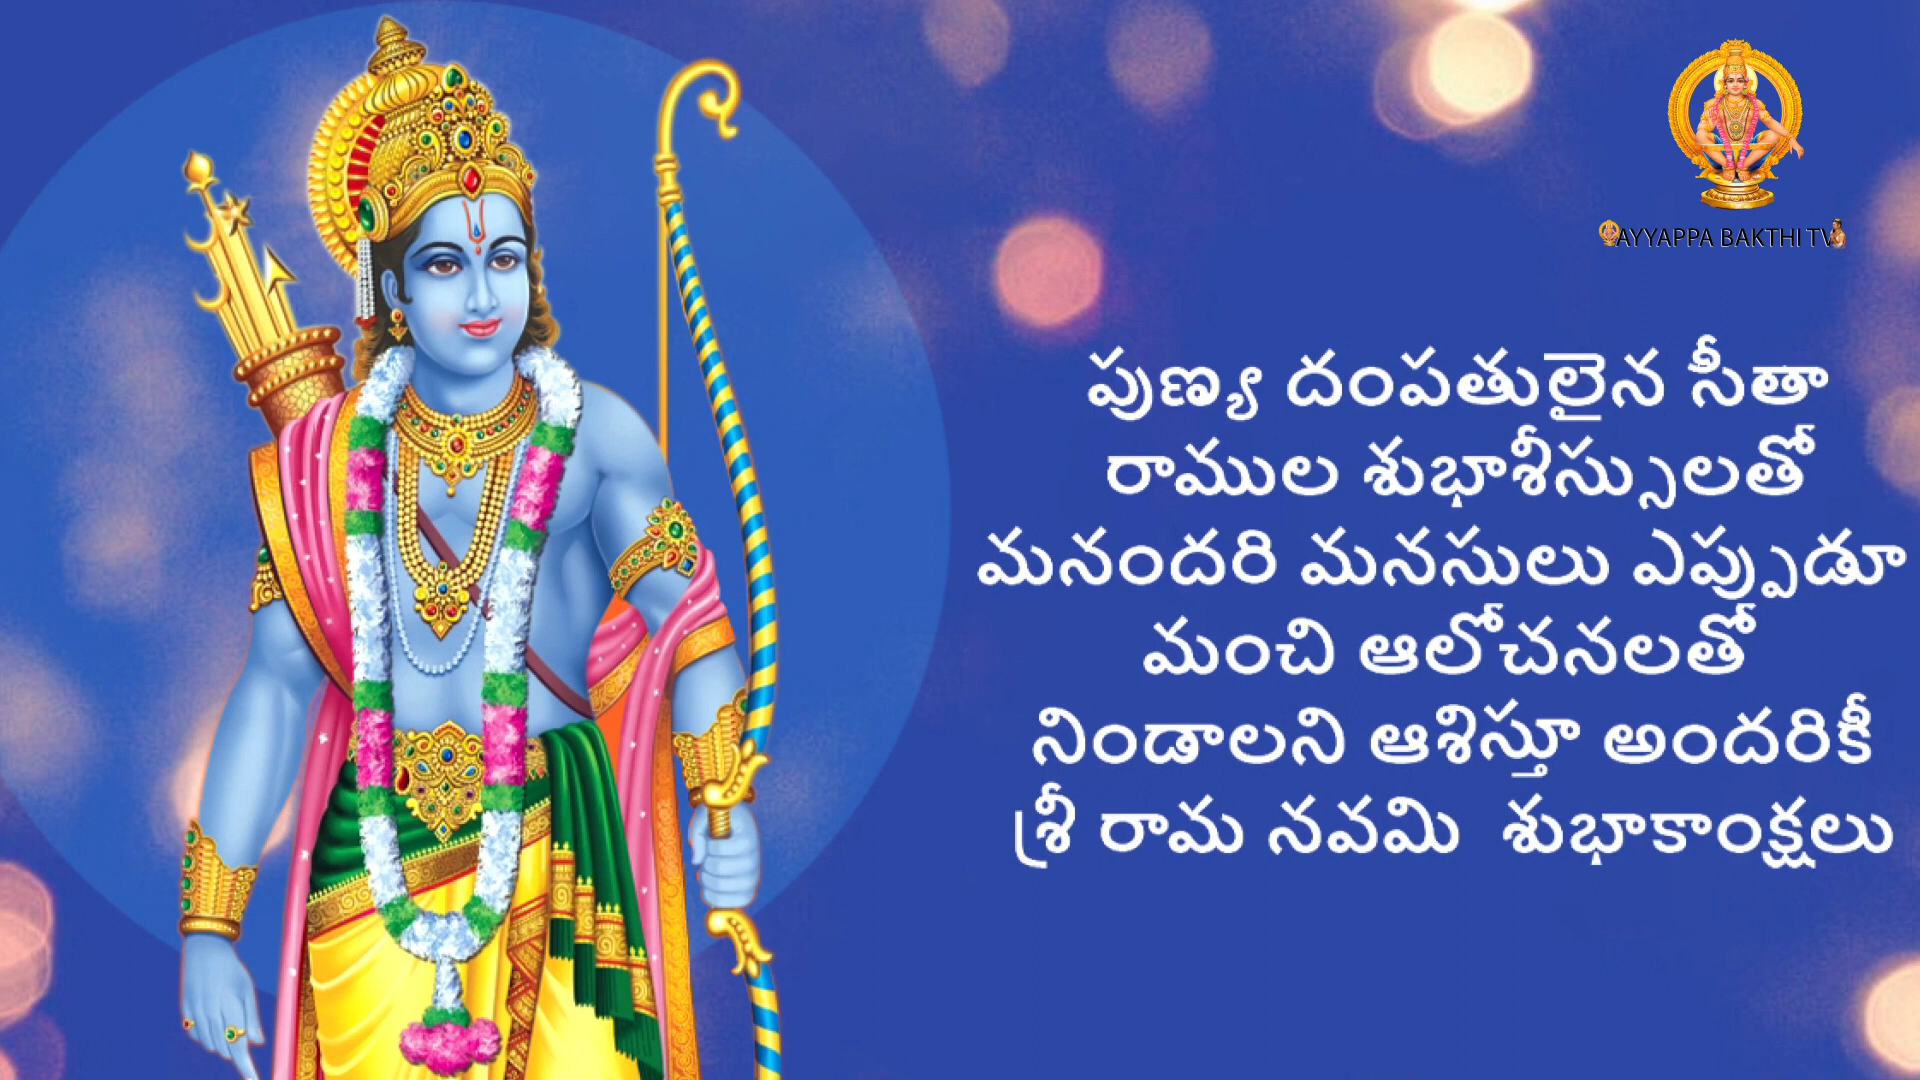 AYYAPPA BAKTHI TV
పుణ్య దంపతులైన సీతా
రాముల శుభాశీస్సులతో
మనందరి మనసులు ఎప్పుడూ
మంచి ఆలోచనలతో
నిండాలని ఆశిస్తూ అందరికీ
శ్రీ రామ నవమి శుభాకాంక్షలు